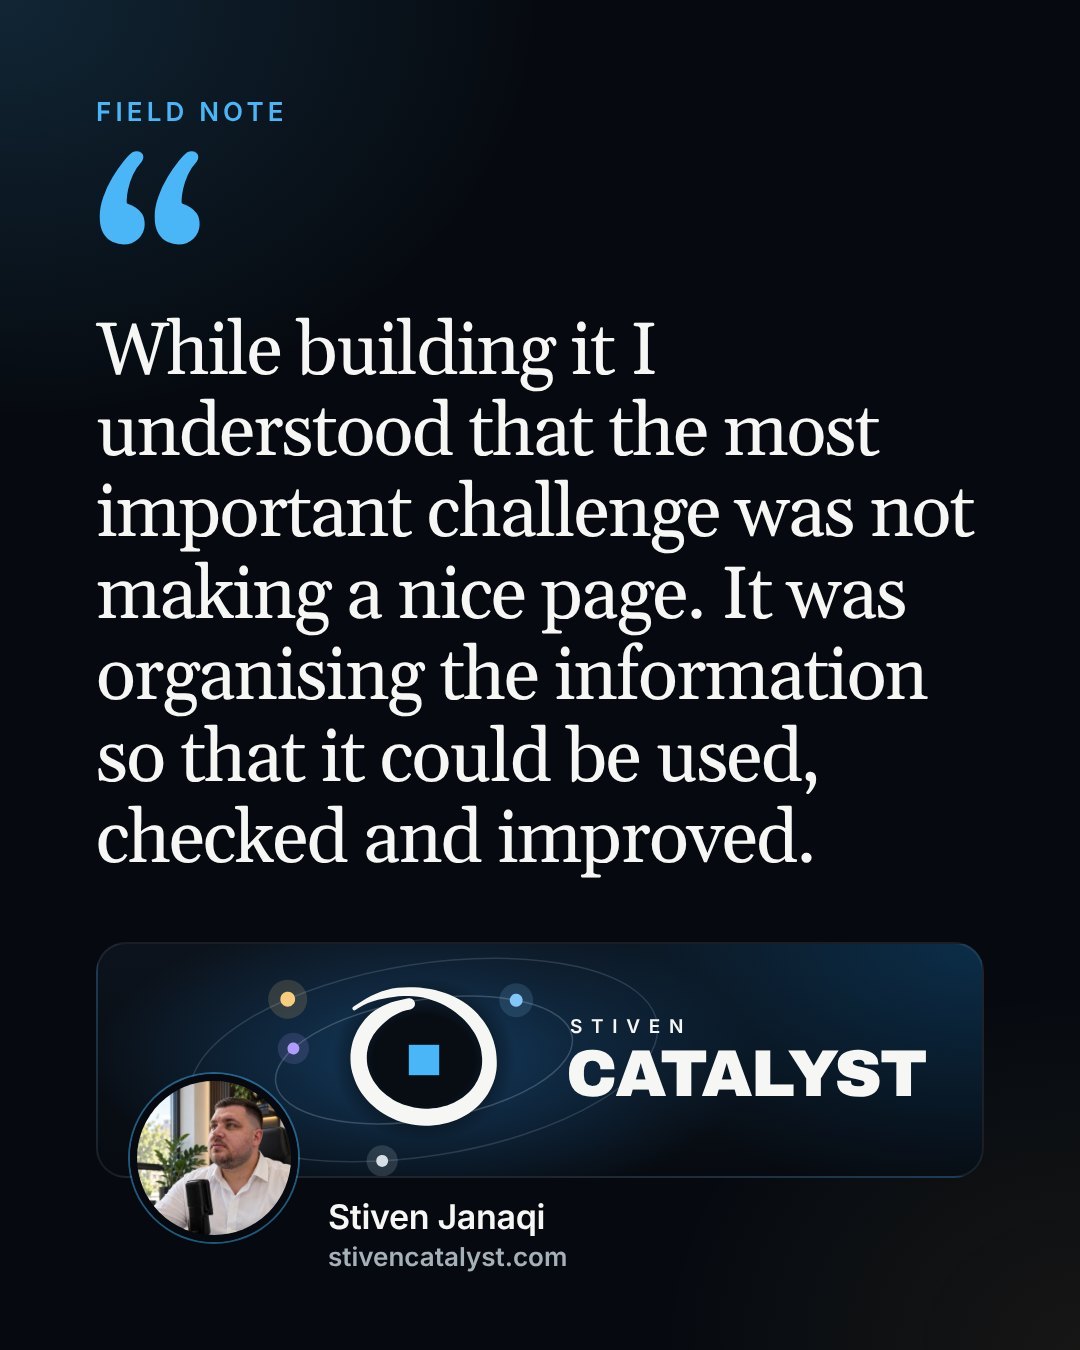 FIELD NOTE
“
While building it I
understood that the most
important challenge was not
making a nice page. It was
organising the information
so that it could be used,
checked and improved.
STIVEN
CATALYST
Stiven Janaqi
stivencatalyst.com